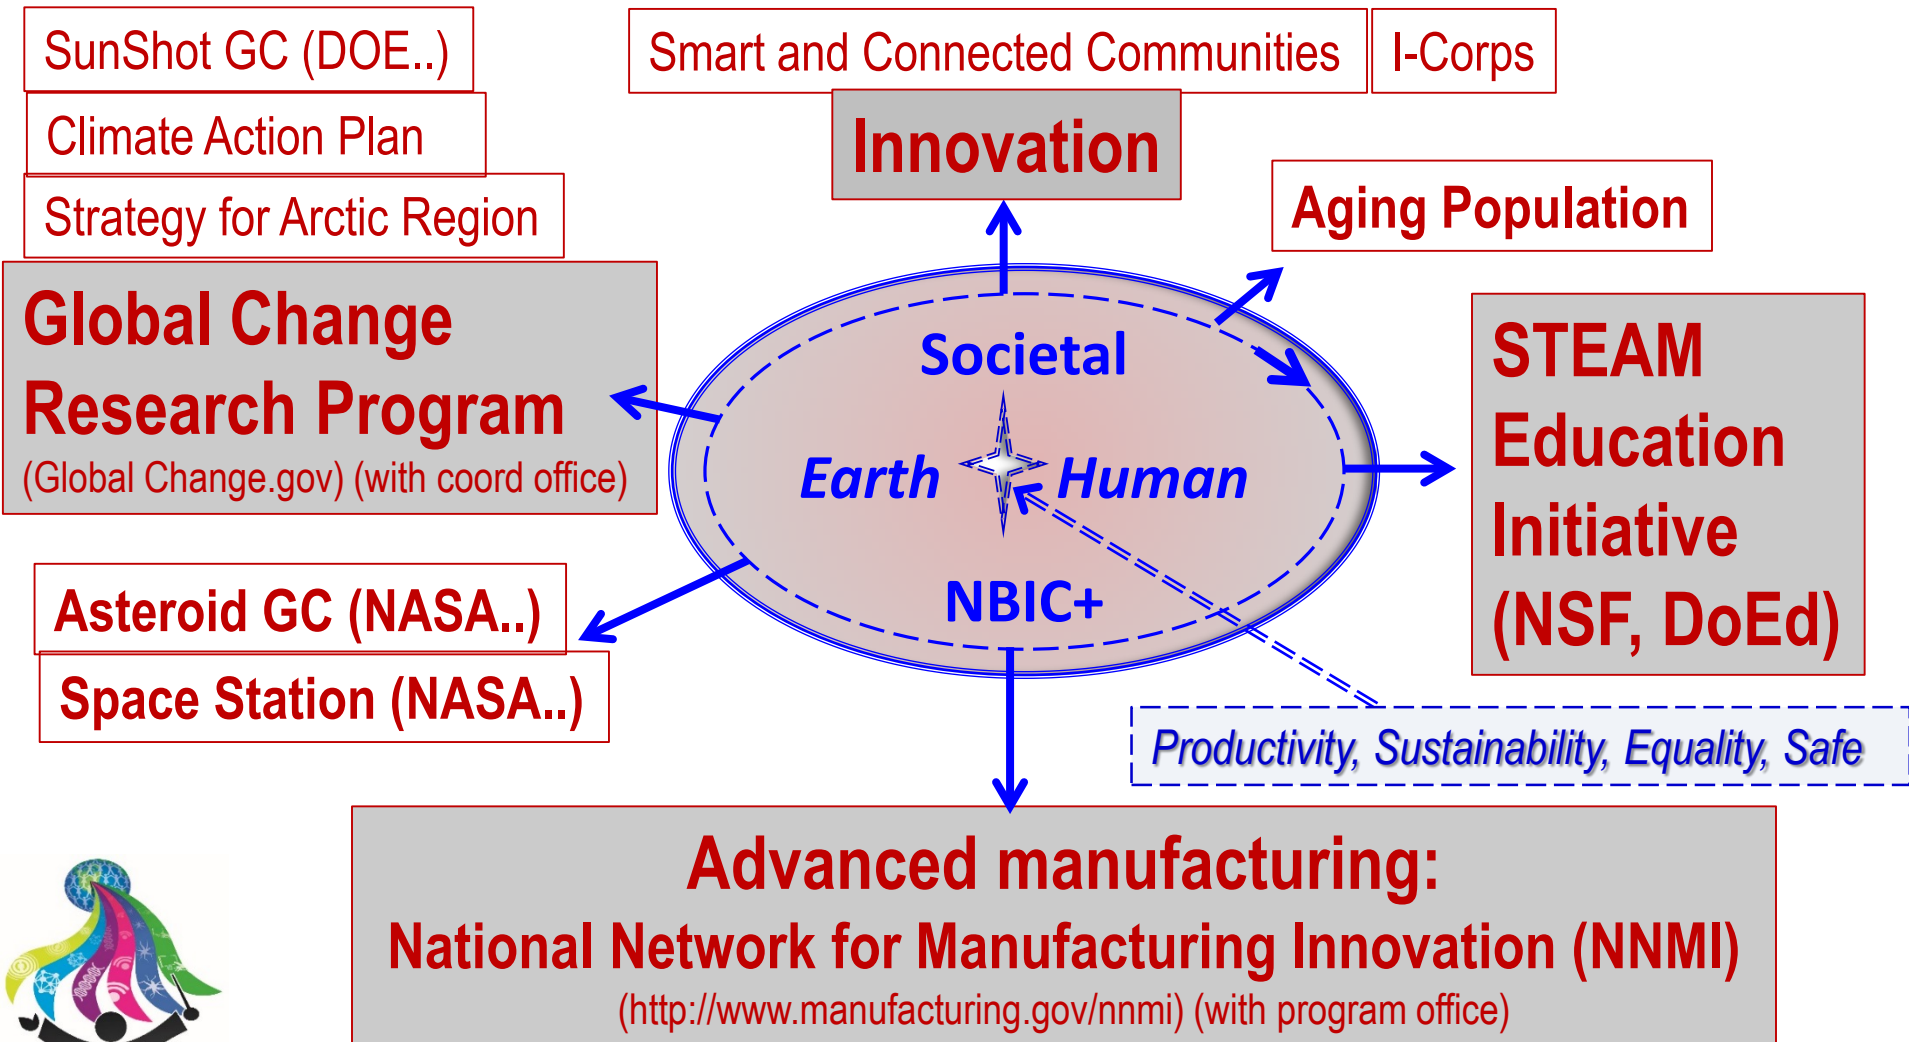 SunShot GC (DOE..)
Climate Action Plan
Strategy for Arctic Region
Global Change
Research Program
(Global Change.gov) (with coord office)
Asteroid GC (NASA..)
Space Station (NASA..)
Smart and Connected Communities
I-Corps
Innovation
Aging Population
STEAM
Education
Initiative
(NSF, DoEd)
Societal
Earth
Human
NBIC+
Productivity, Sustainability, Equality, Safe
Advanced manufacturing:
National Network for Manufacturing Innovation (NNMI)
(http://www.manufacturing.gov/nnmi) (with program office)